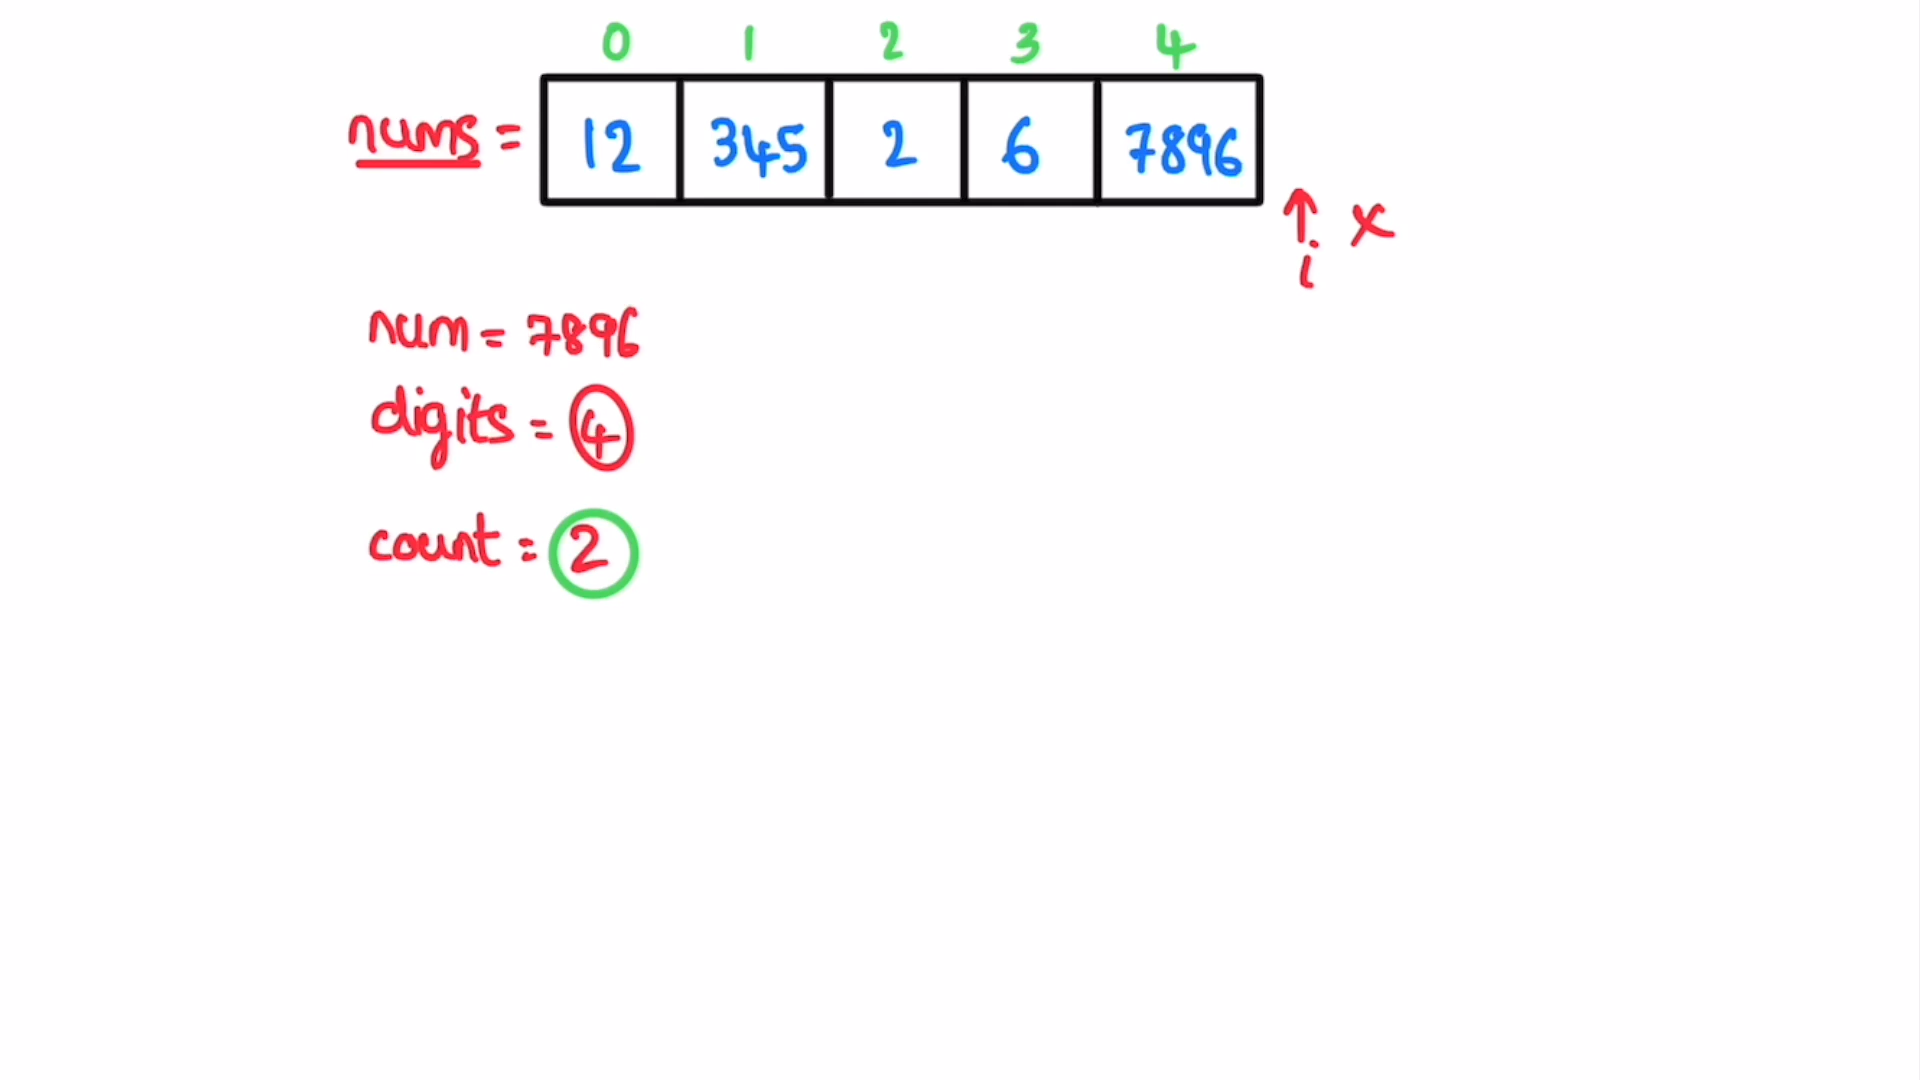 0 1 2 3 4
nums = 12 345 2 6 7896
↑ x
i
num = 7896
digits = 4
count = 2